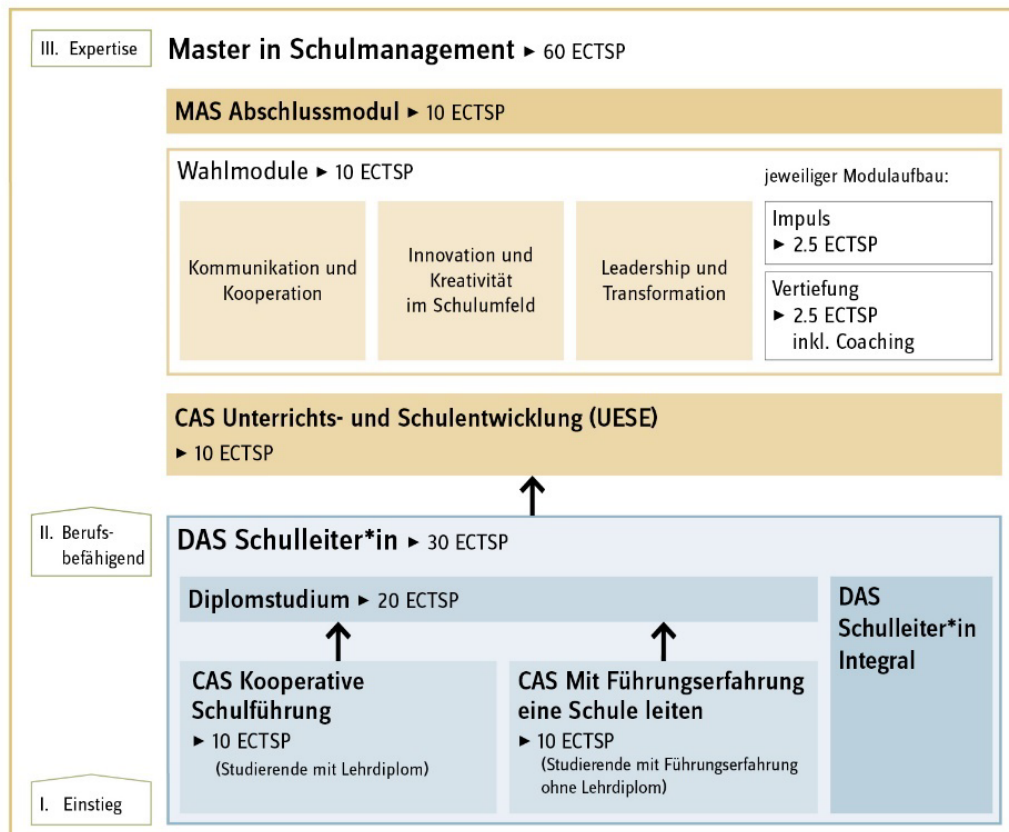 III. Expertise
Master in Schulmanagement ► 60 ECTSP
MAS Abschlussmodul ► 10 ECTSP
Wahlmodule ► 10 ECTSP
Kommunikation und
Kooperation
Innovation und
Kreativität
im Schulumfeld
Leadership und
Transformation
jeweiliger Modulaufbau:
Impuls
► 2.5 ECTSP
Vertiefung
► 2.5 ECTSP
inkl. Coaching
CAS Unterrichts- und Schulentwicklung (UESE)
► 10 ECTSP
II. Berufs-
befähigend
DAS Schulleiter*in ► 30 ECTSP
Diplomstudium ► 20 ECTSP
DAS
Schulleiter*in
Integral
CAS Kooperative
Schulführung
► 10 ECTSP
(Studierende mit Lehrdiplom)
CAS Mit Führungserfahrung
eine Schule leiten
► 10 ECTSP
(Studierende mit Führungserfahrung
ohne Lehrdiplom)
I. Einstieg